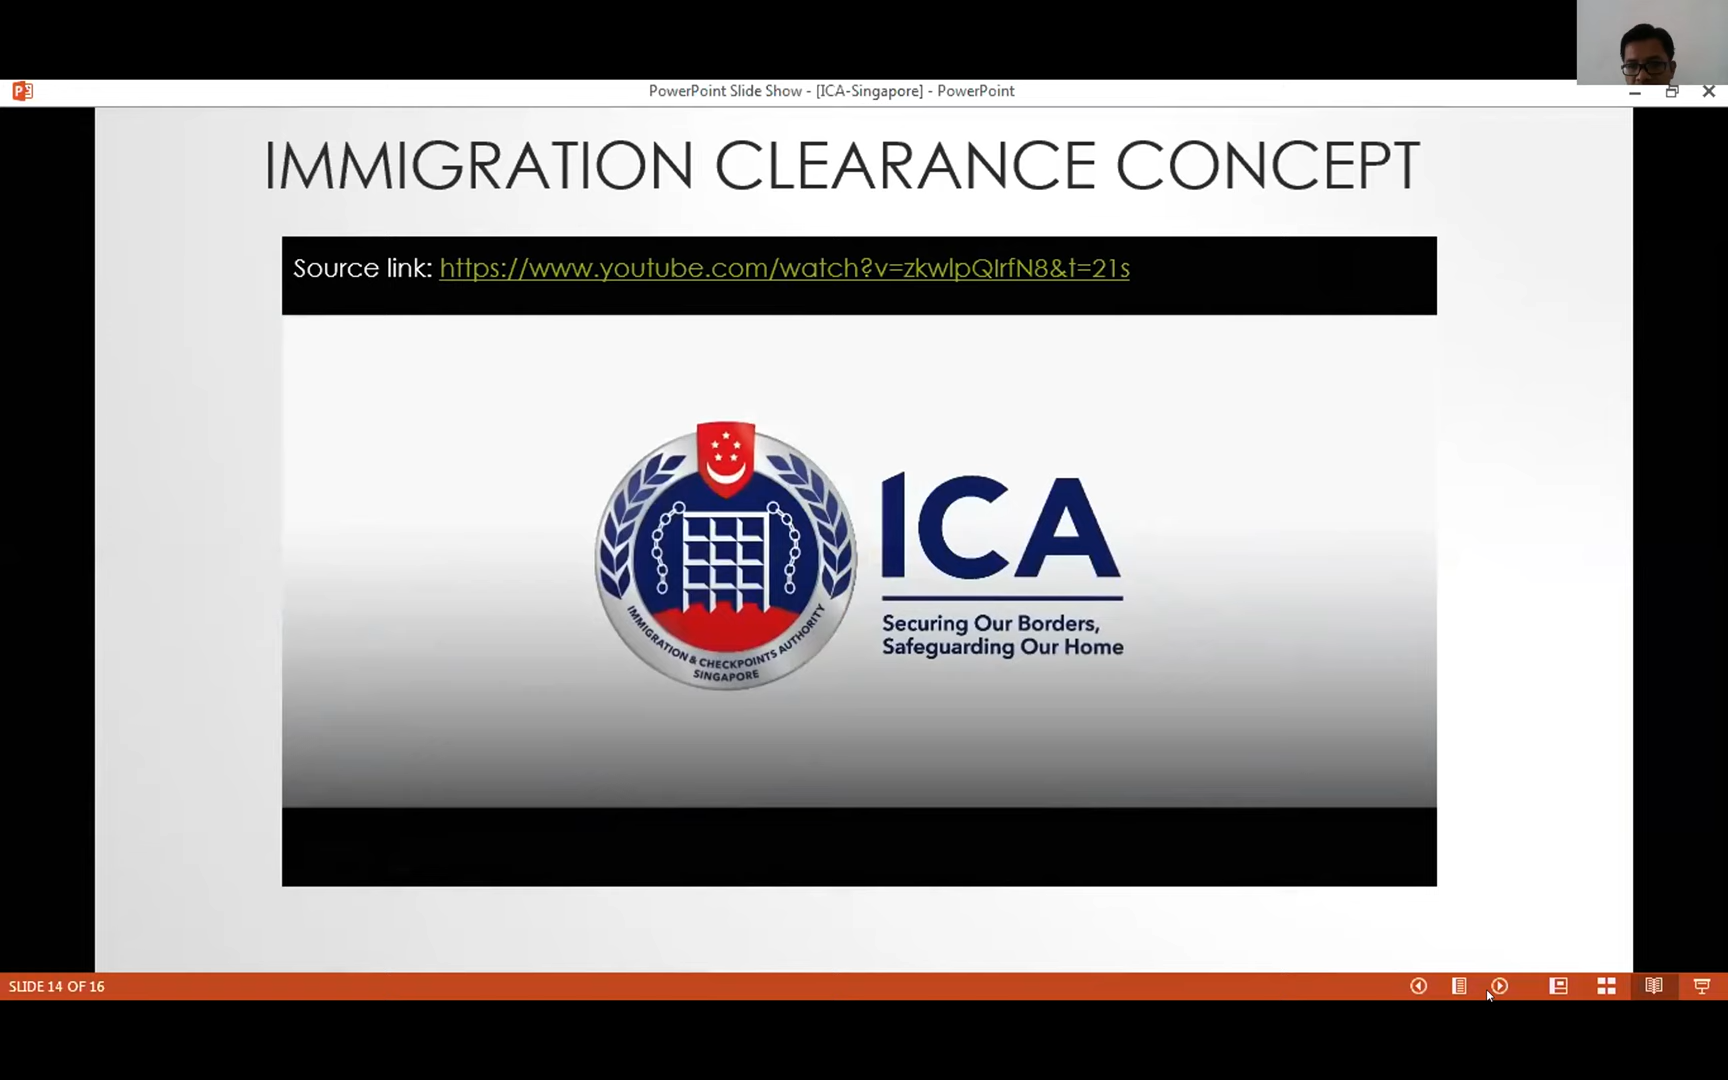 PowerPoint Slide Show - [ICA-Singapore] - PowerPoint
IMMIGRATION CLEARANCE CONCEPT
Source link: https://www.youtube.com/watch?v=zkwlpQIrfN8&t=21s
ICA
Securing Our Borders,
Safeguarding Our Home
IMMIGRATION & CHECKPOINTS AUTHORITY
SINGAPORE
SLIDE 14 OF 16